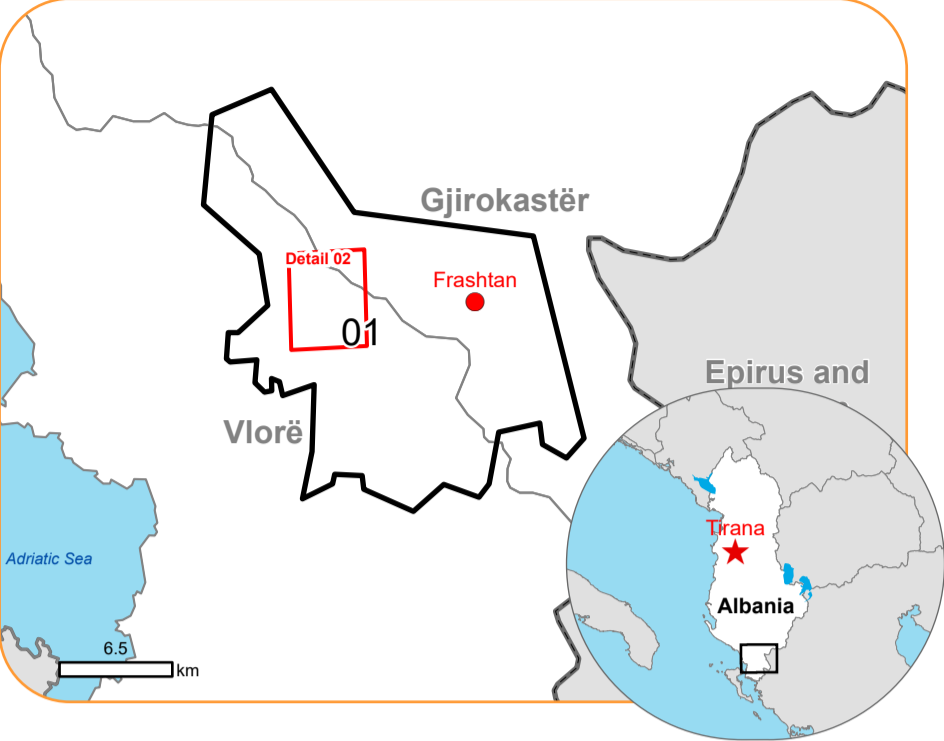 Gjirokastër
Detail 02
Frashtan
01
Epirus and
Vlorë
Tirana
Adriatic Sea
Albania
6.5
km